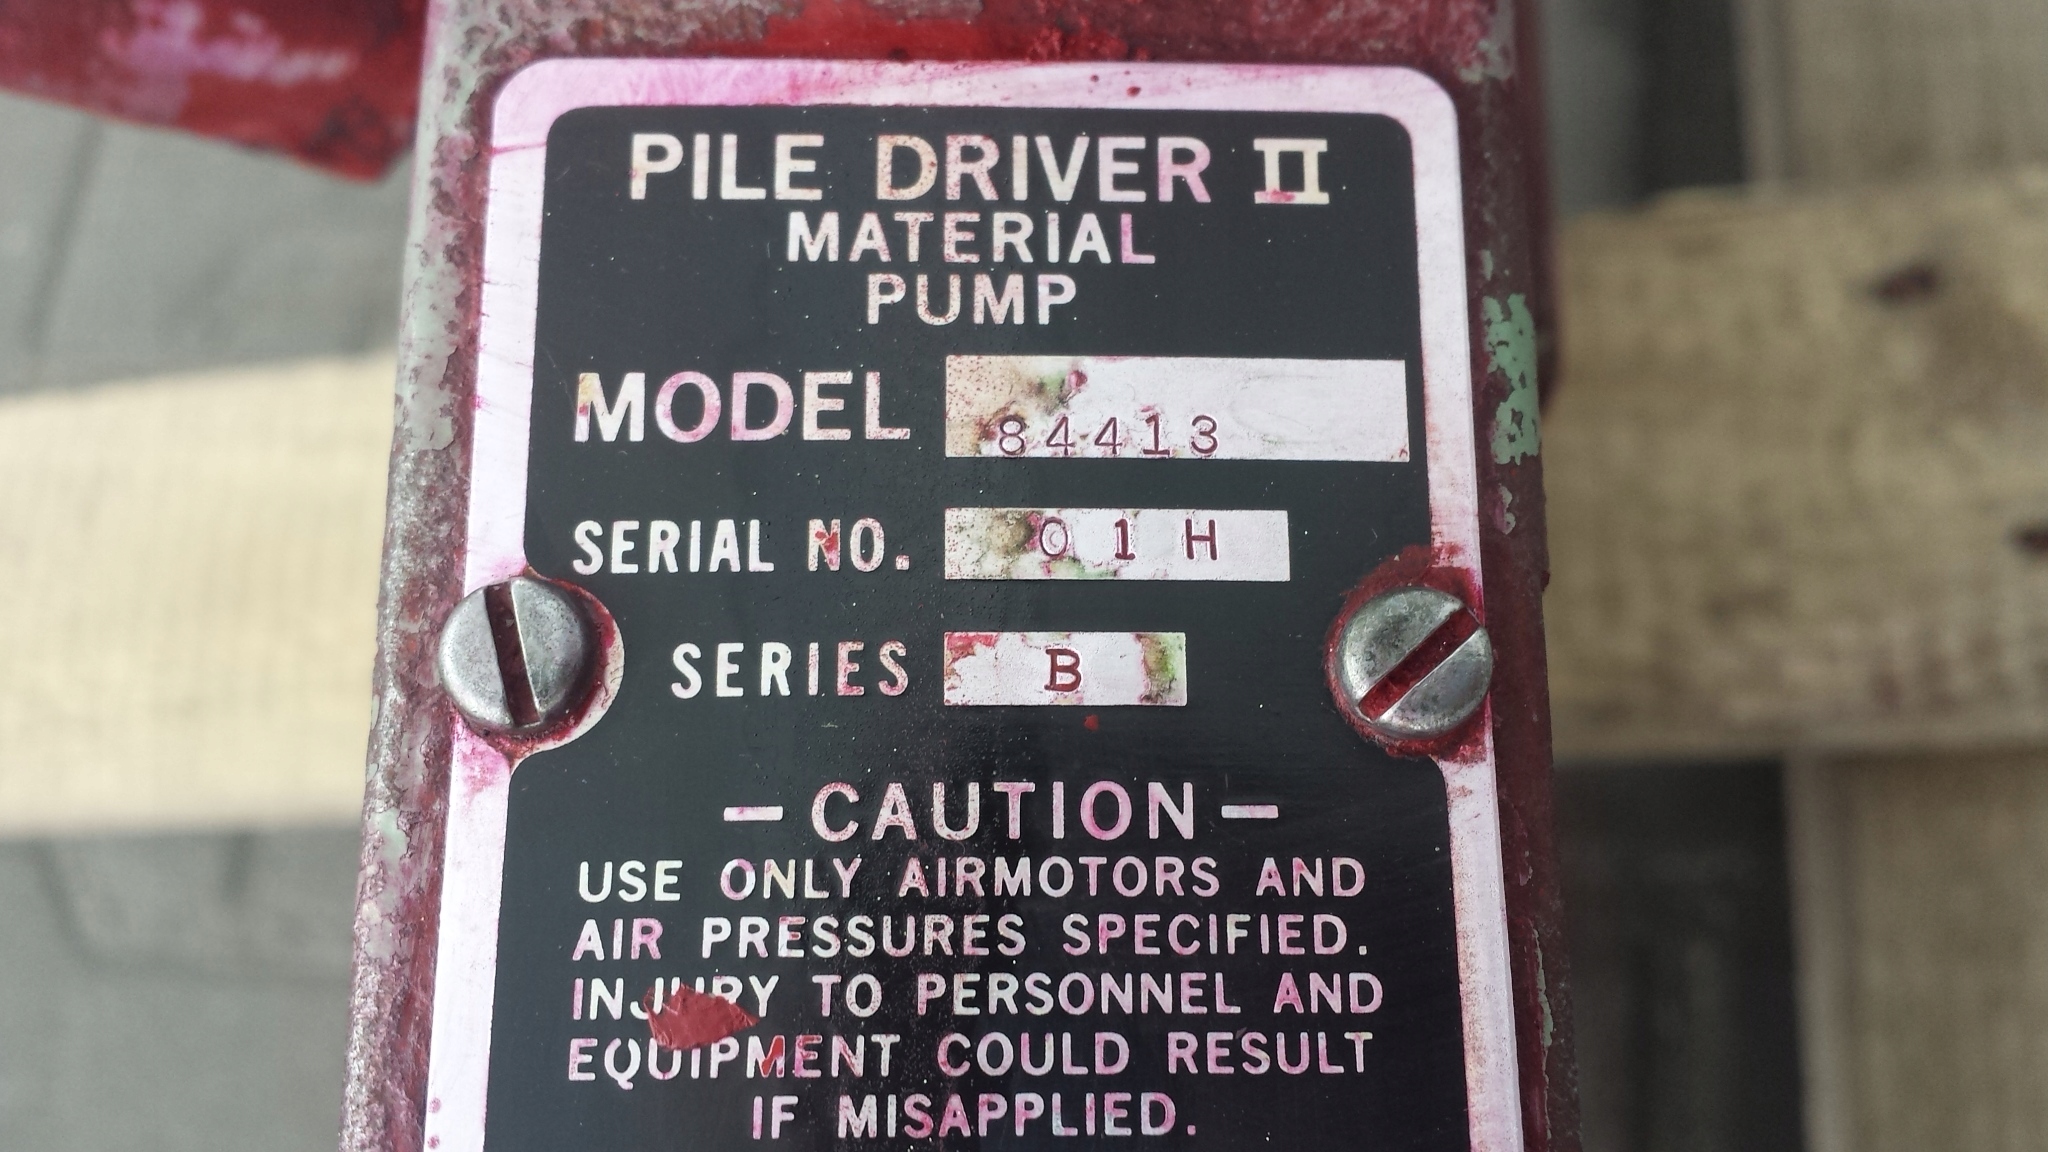 PILE DRIVER II
MATERIAL
PUMP
MODEL 84413
SERIAL NO. 01H
SERIES B
— CAUTION —
USE ONLY AIRMOTORS AND
AIR PRESSURES SPECIFIED.
INJURY TO PERSONNEL AND
EQUIPMENT COULD RESULT
IF MISAPPLIED.